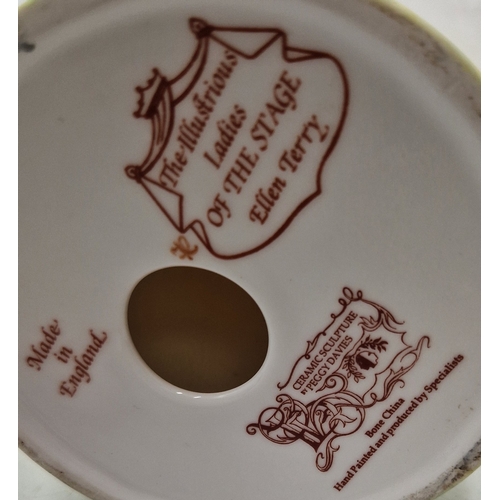 The Illustrious
Ladies
OF THE STAGE
Ellen Terry
Made
in
England
CERAMIC SCULPTURE
BY PEGGY DAVIES
Bone China
Hand Painted and produced by Specialists